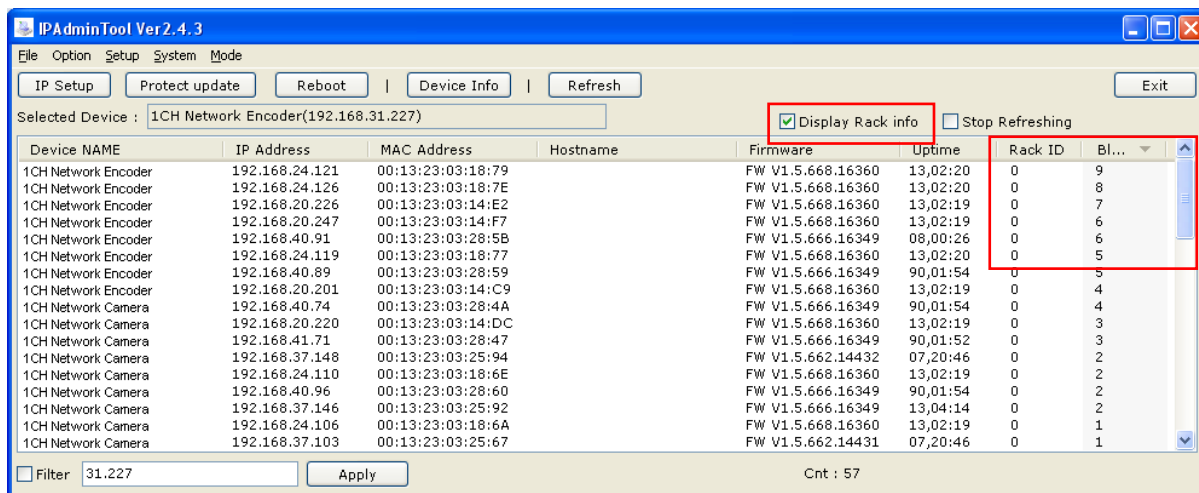 IPAdminTool Ver2.4.3
File Option Setup System Mode
IP Setup Protect update Reboot | Device Info | Refresh Exit
Selected Device : 1CH Network Encoder(192.168.31.227) Display Rack info Stop Refreshing
Device NAME IP Address MAC Address Hostname Firmware Uptime Rack ID Bl...
1CH Network Encoder 192.168.24.121 00:13:23:03:18:79 FW V1.5.668.16360 13,02:20 0 9
1CH Network Encoder 192.168.24.126 00:13:23:03:18:7E FW V1.5.668.16360 13,02:20 0 8
1CH Network Encoder 192.168.20.226 00:13:23:03:14:E2 FW V1.5.668.16360 13,02:19 0 7
1CH Network Encoder 192.168.20.247 00:13:23:03:14:F7 FW V1.5.668.16360 13,02:19 0 6
1CH Network Encoder 192.168.40.91 00:13:23:03:28:5B FW V1.5.666.16349 08,00:26 0 6
1CH Network Encoder 192.168.24.119 00:13:23:03:18:77 FW V1.5.668.16360 13,02:20 0 5
1CH Network Encoder 192.168.40.89 00:13:23:03:28:59 FW V1.5.666.16349 90,01:54 0 5
1CH Network Encoder 192.168.20.201 00:13:23:03:14:C9 FW V1.5.668.16360 13,02:19 0 4
1CH Network Camera 192.168.40.74 00:13:23:03:28:4A FW V1.5.666.16349 90,01:54 0 4
1CH Network Camera 192.168.20.220 00:13:23:03:14:DC FW V1.5.668.16360 13,02:19 0 3
1CH Network Camera 192.168.41.71 00:13:23:03:28:47 FW V1.5.666.16349 90,01:52 0 3
1CH Network Camera 192.168.37.148 00:13:23:03:25:94 FW V1.5.662.14432 07,20:46 0 2
1CH Network Camera 192.168.24.110 00:13:23:03:18:6E FW V1.5.668.16360 13,02:19 0 2
1CH Network Camera 192.168.40.96 00:13:23:03:28:60 FW V1.5.666.16349 90,01:54 0 2
1CH Network Camera 192.168.37.146 00:13:23:03:25:92 FW V1.5.666.16349 13,04:14 0 2
1CH Network Camera 192.168.24.106 00:13:23:03:18:6A FW V1.5.668.16360 13,02:19 0 1
1CH Network Camera 192.168.37.103 00:13:23:03:25:67 FW V1.5.662.14431 07,20:46 0 1
Filter 31.227 Apply Cnt : 57